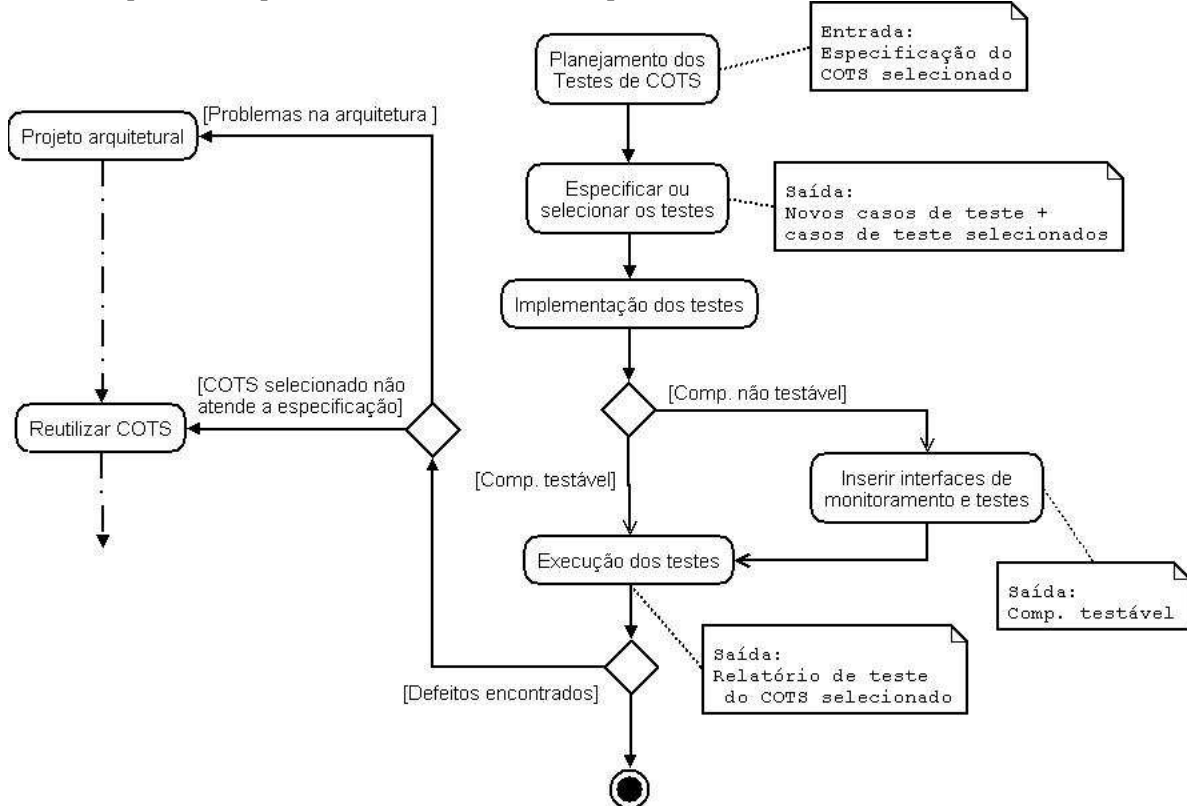 Planejamento dos
Testes de COTS
Entrada:
Especificação do
COTS selecionado
[Problemas na arquitetura ]
Projeto arquitetural
Especificar ou
selecionar os testes
Saída:
Novos casos de teste +
casos de teste selecionados
Implementação dos testes
[COTS selecionado não
atende a especificação]
[Comp. não testável]
Reutilizar COTS
[Comp. testável]
Inserir interfaces de
monitoramento e testes
Execução dos testes
Saída:
Comp. testável
Saída:
Relatório de teste
do COTS selecionado
[Defeitos encontrados]